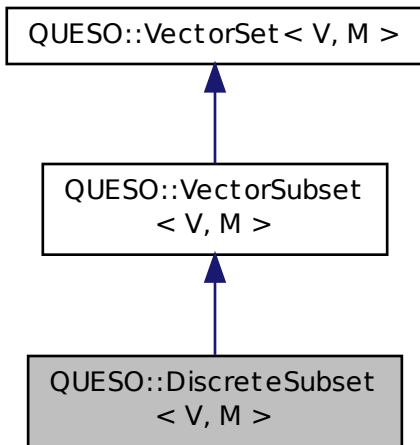 QUESO::VectorSet< V, M >
QUESO::VectorSubset
< V, M >
QUESO::DiscreteSubset
< V, M >